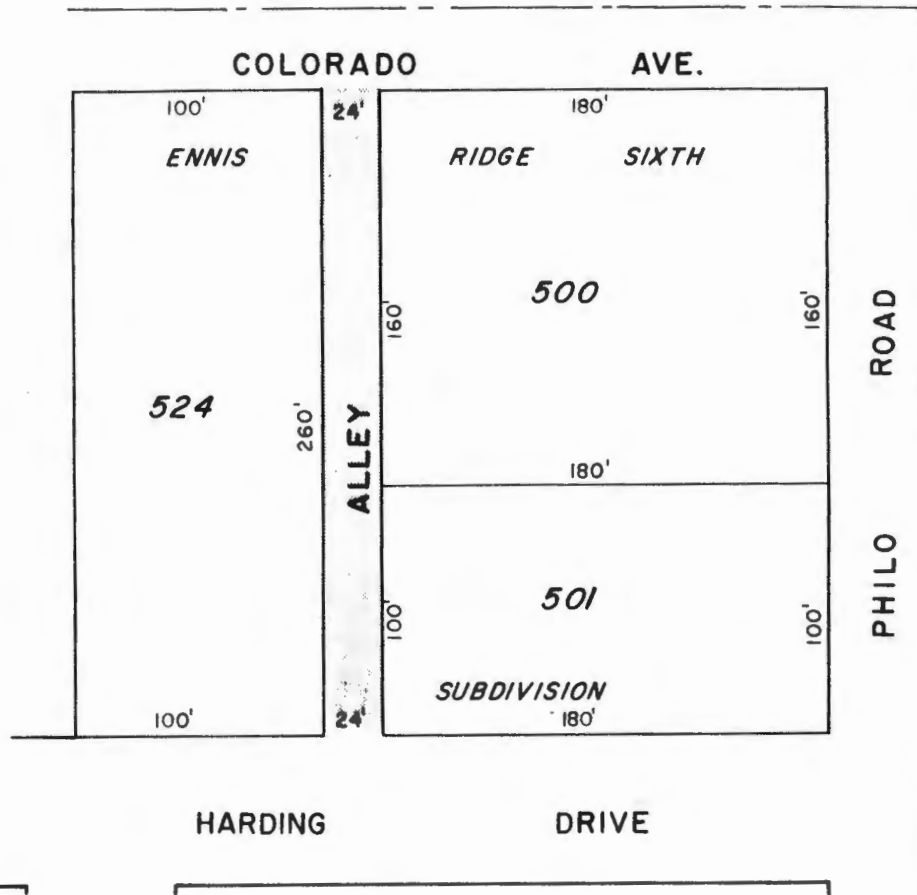 COLORADO AVE.
100' 24' 180'
ENNIS RIDGE SIXTH
500
160' 160'
ROAD
524
260'
ALLEY
180'
501
100' 100'
PHILO
SUBDIVISION
100' 24' 180'
HARDING DRIVE